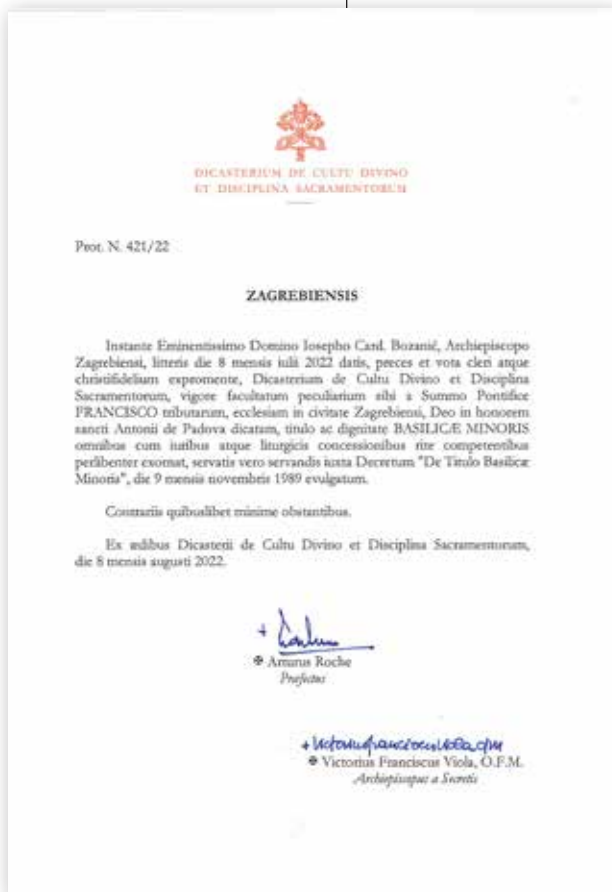 DICASTERIUM DE CULTU DIVINO
ET DISCIPLINA SACRAMENTORUM
Prot. N. 421/22
ZAGREBIENSIS
Instante Eminentissimo Domino Iosepho Card. Bozanić, Archiepiscopo
Zagrebiensi, litteris die 8 mensis iulii 2022 datis, preces et vota cleri atque
christifidelium expromente, Dicasterium de Cultu Divino et Disciplina
Sacramentorum, vigore facultatum peculiarium sibi a Summo Pontifice
FRANCISCO tributarum, ecclesiam in civitate Zagrebiensi, Deo in honorem
sancti Antonii de Padova dicatam, titulo ac dignitate BASILICÆ MINORIS
omnibus cum iuribus atque liturgicis concessionibus rite competentibus
perlibenter exornat, servatis vero servandis iuxta Decretum "De Titulo Basilicæ
Minoris", die 9 mensis novembris 1989 evulgatum.
Contrariis quibuslibet minime obstantibus.
Ex ædibus Dicasterii de Cultu Divino et Disciplina Sacramentorum,
die 8 mensis augusti 2022.
✠ Arturus Roche
Præfectus
+ Victorius Franciscus Viola, ofm
✠ Victorius Franciscus Viola, O.F.M.
Archiepiscopus a Secretis